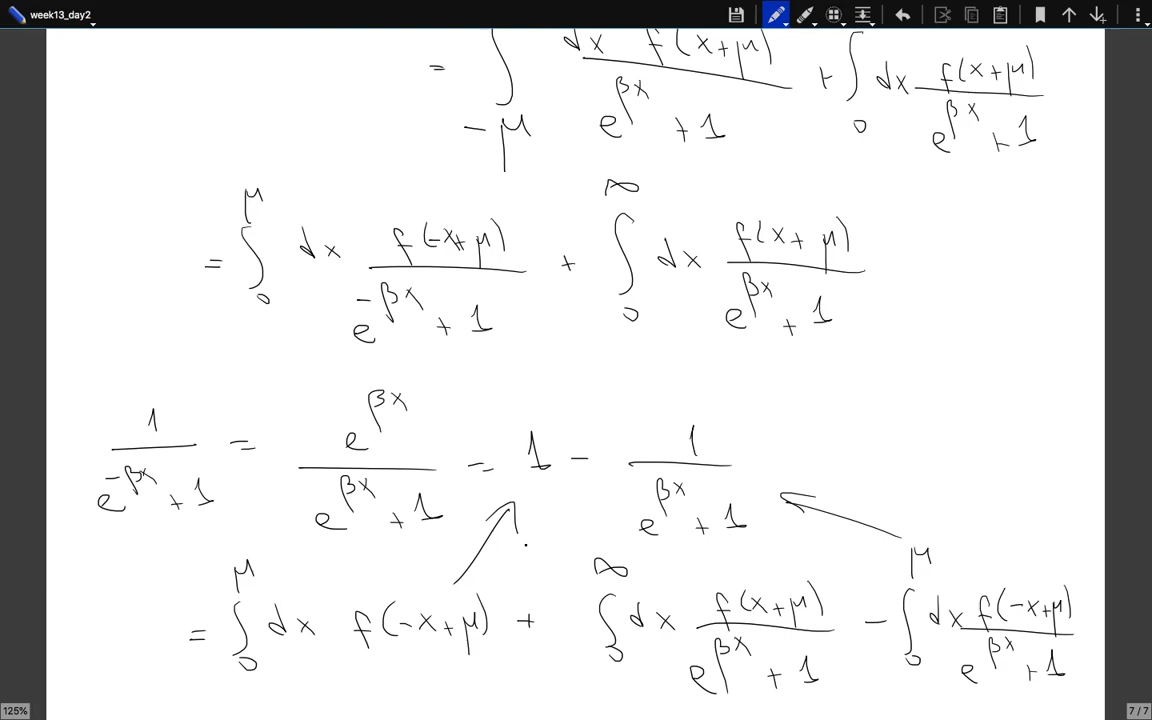 week13_day2
= ∫_{-μ} dx f(x+μ) / (e^{βx} + 1) + ∫_0 dx f(x+μ) / (e^{βx} + 1)
= ∫_0^μ dx f(-x+μ) / (e^{-βx} + 1) + ∫_0^∞ dx f(x+μ) / (e^{βx} + 1)
1 / (e^{-βx} + 1) = e^{βx} / (e^{βx} + 1) = 1 - 1 / (e^{βx} + 1)
= ∫_0^μ dx f(-x+μ) + ∫_0^∞ dx f(x+μ) / (e^{βx} + 1) - ∫_0^μ dx f(-x+μ) / (e^{βx} + 1)
125%
7 / 7